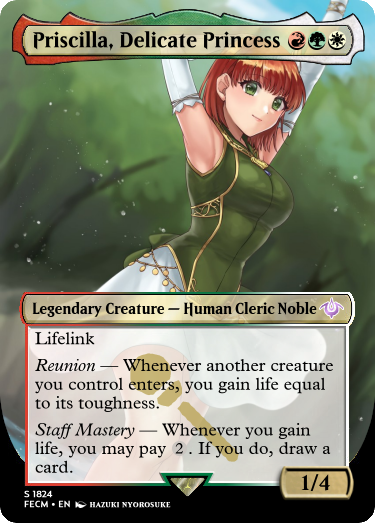 Priscilla, Delicate Princess
Legendary Creature — Human Cleric Noble
Lifelink
Reunion — Whenever another creature
you control enters, you gain life equal
to its toughness.
Staff Mastery — Whenever you gain
life, you may pay 2 . If you do, draw a
card.
1/4
S 1824
FECM • EN HAZUKI NYOROSUKE